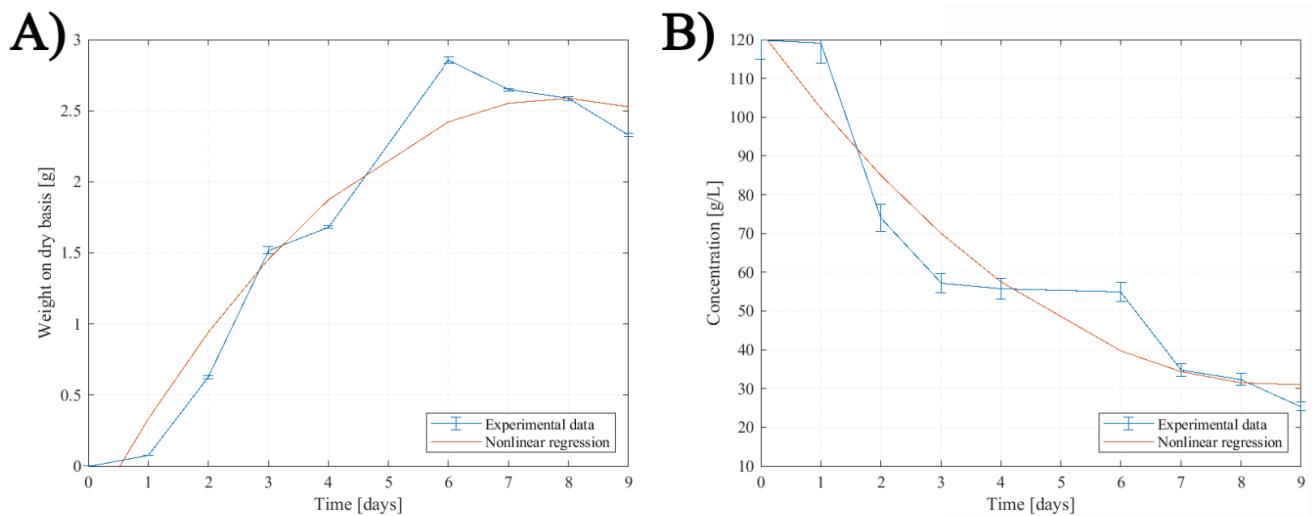 A)
3
2.5
2
1.5
1
0.5
0
Weight on dry basis [g]
0 1 2 3 4 5 6 7 8 9
Time [days]
Experimental data
Nonlinear regression
B)
120
110
100
90
80
70
60
50
40
30
20
10
Concentration [g/L]
0 1 2 3 4 5 6 7 8 9
Time [days]
Experimental data
Nonlinear regression